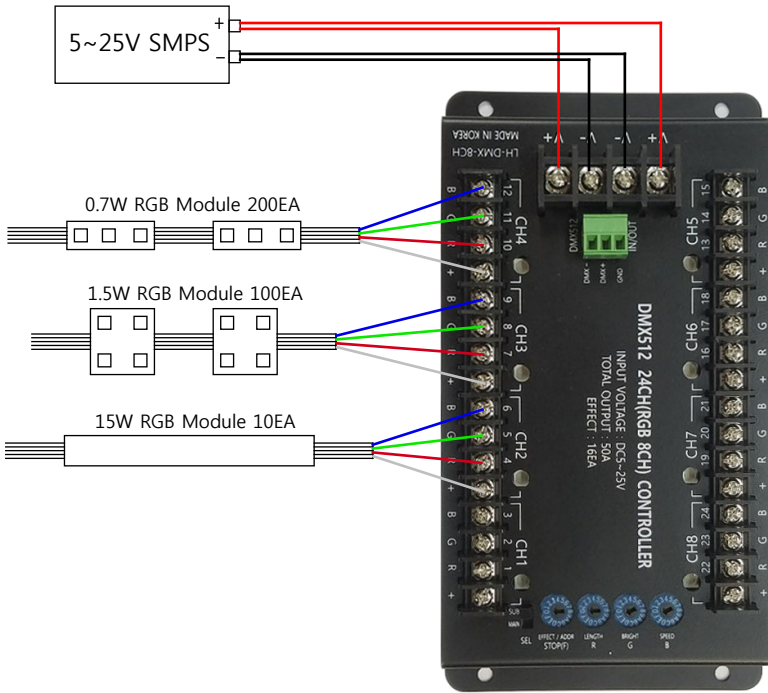 5~25V SMPS
+
−
0.7W RGB Module 200EA
1.5W RGB Module 100EA
15W RGB Module 10EA
MADE IN KOREA
LH-DMX-8CH
V+
V-
V-
V+
DMX512
IN/OUT
DMX -
DMX +
GND
B
G
R
+
12
11
10
CH4
B
G
R
+
9
8
7
CH3
B
G
R
+
6
5
4
CH2
B
G
R
+
3
2
1
CH1
15
14
13
CH5
B
G
R
+
18
17
16
CH6
B
G
R
+
21
20
19
CH7
B
G
R
+
24
23
22
CH8
B
G
R
+
DMX512 24CH(RGB 8CH) CONTROLLER
INPUT VOLTAGE : DC5~25V
TOTAL OUTPUT : 50A
EFFECT : 16EA
SUB
MAIN
SEL
EFFECT / ADDR
STOP(F)
LENGTH
R
BRIGHT
G
SPEED
B